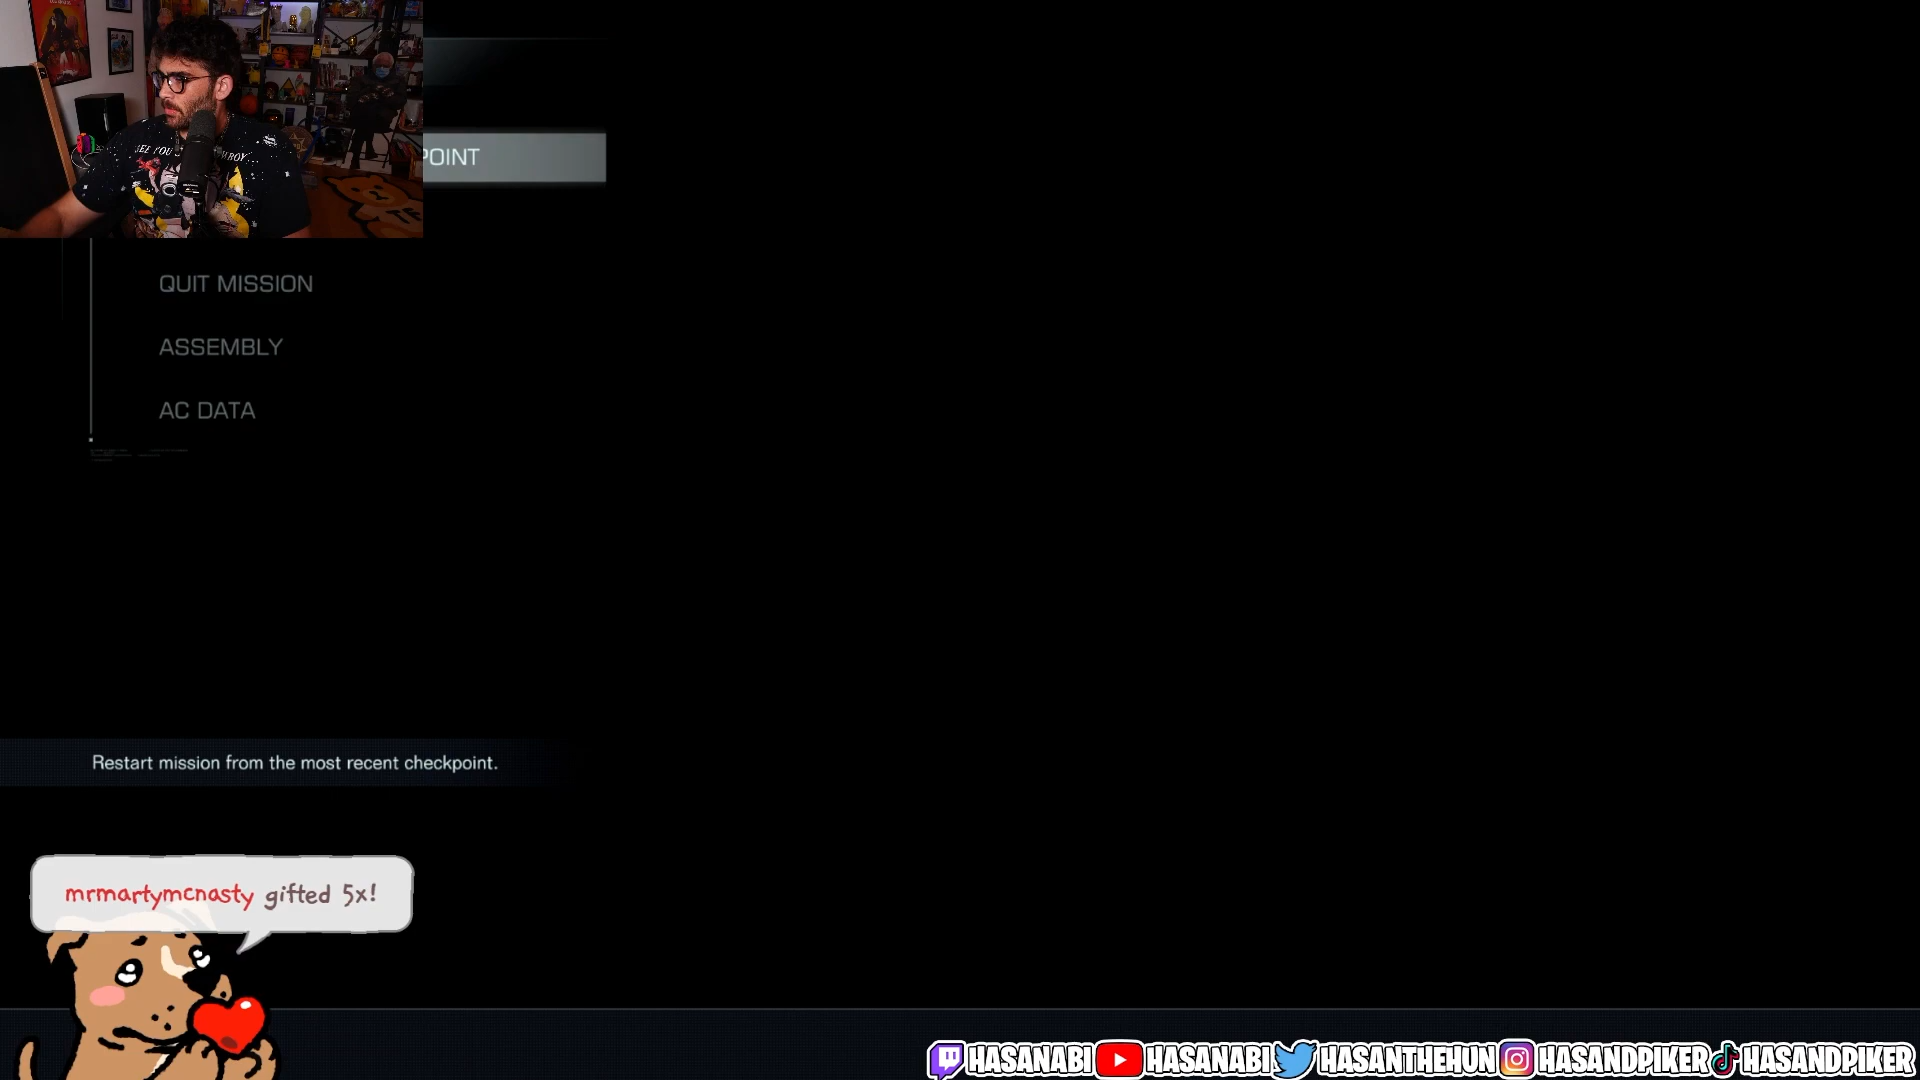 POINT
QUIT MISSION
ASSEMBLY
AC DATA
Restart mission from the most recent checkpoint.
mrmartymcnasty gifted 5x!
HASANABI HASANABI HASANTHEHUN HASANDPIKER HASANDPIKER